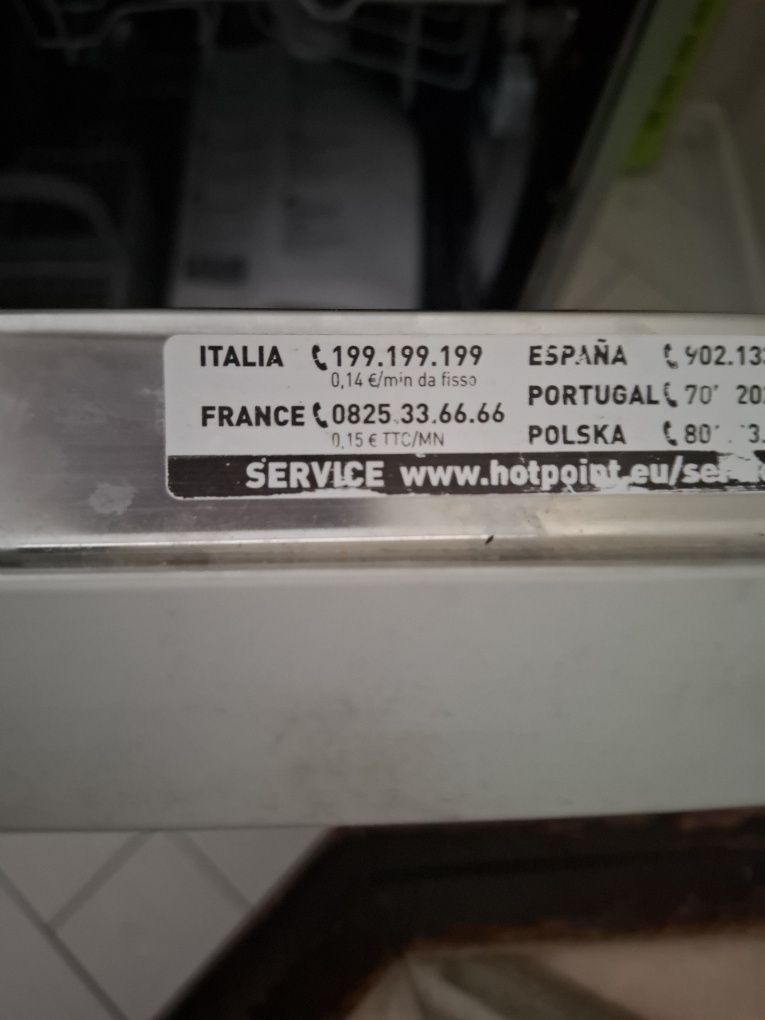 ITALIA 199.199.199
0,14 €/min da fisso
FRANCE 0825.33.66.66
0,15 € TTC/MN
ESPAÑA
PORTUGAL
POLSKA
SERVICE www.hotpoint.eu/service